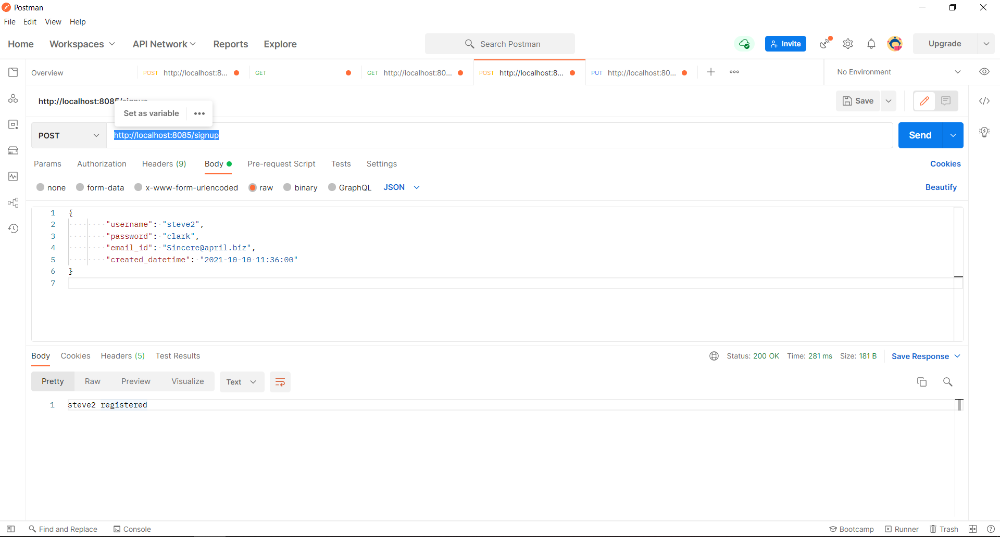 Postman
File Edit View Help
Home Workspaces API Network Reports Explore Search Postman Invite Upgrade
Overview POST http://localhost:8... GET GET http://localhost:80... POST http://localhost:8... PUT http://localhost:80... No Environment
http://localhost:8085/signup Save
Set as variable
POST http://localhost:8085/signup Send
Params Authorization Headers (9) Body Pre-request Script Tests Settings Cookies
none form-data x-www-form-urlencoded raw binary GraphQL JSON Beautify
1 {
2 "username": "steve2",
3 "password": "clark",
4 "email_id": "Sincere@april.biz",
5 "created_datetime": "2021-10-10 11:36:00"
6 }
7
Body Cookies Headers (5) Test Results Status: 200 OK Time: 281 ms Size: 181 B Save Response
Pretty Raw Preview Visualize Text
1 steve2 registered
Find and Replace Console Bootcamp Runner Trash